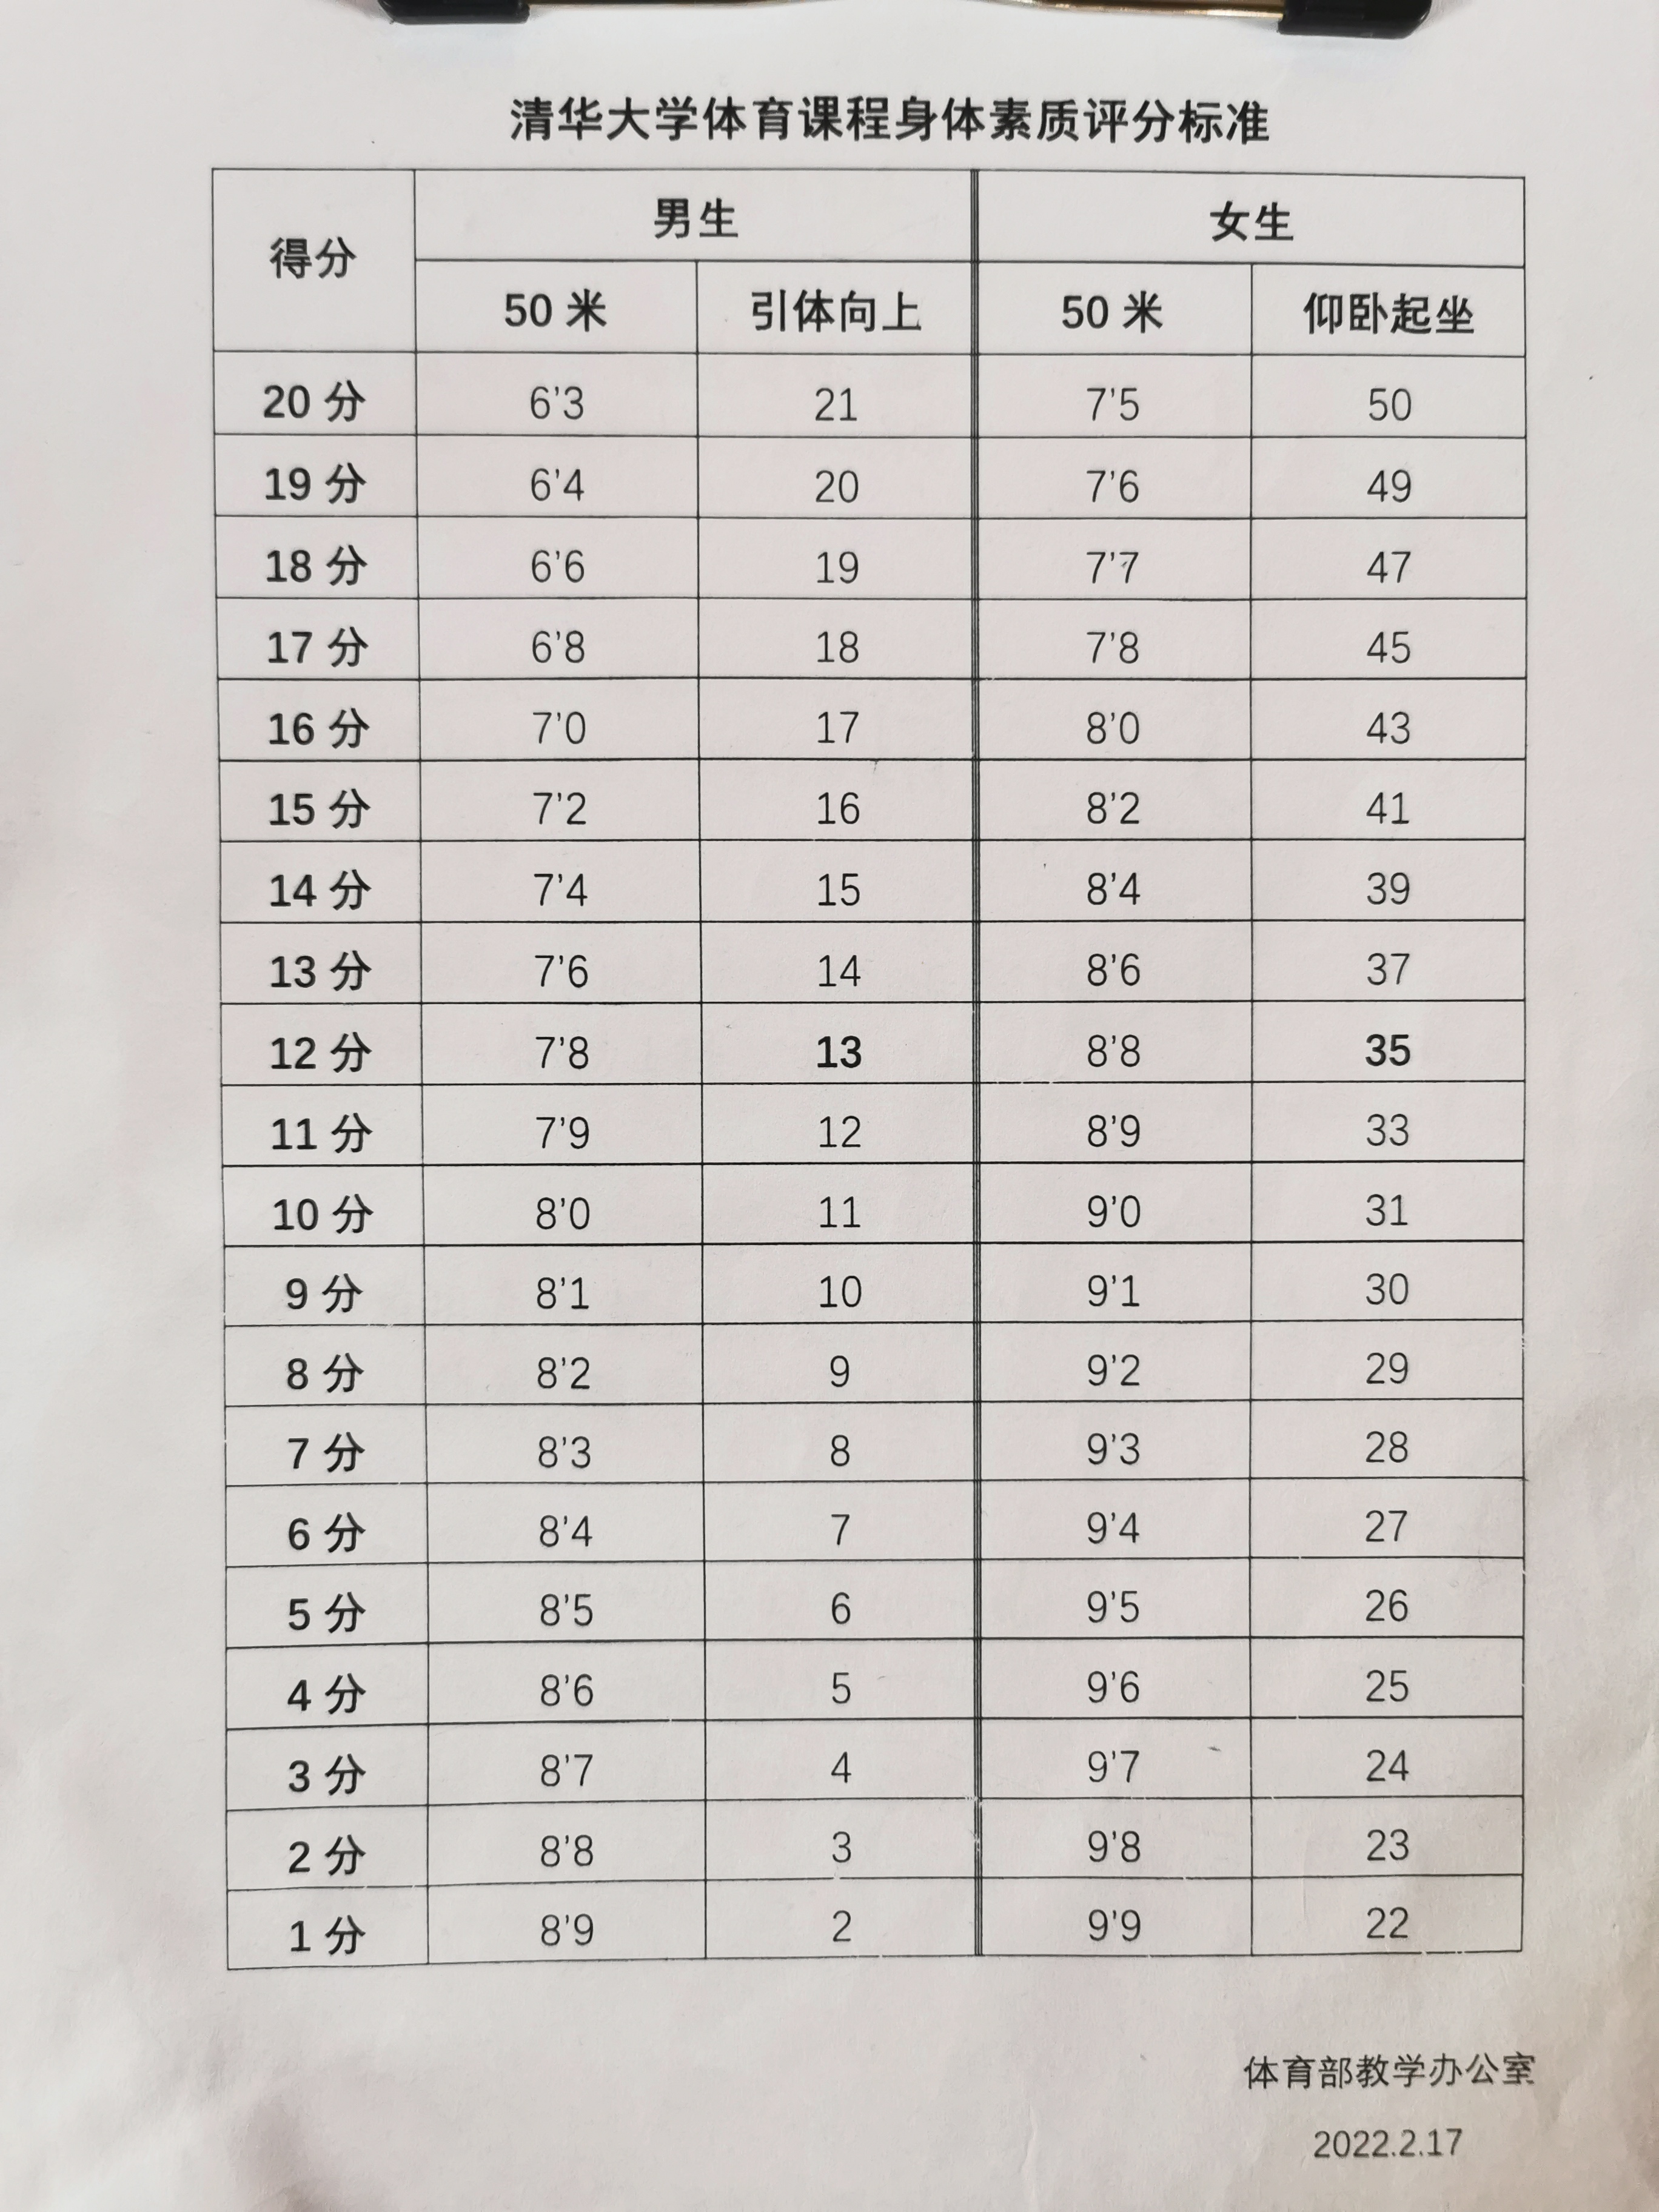 清华大学体育课程身体素质评分标准
得分 男生 女生
50 米 引体向上 50 米 仰卧起坐
20 分 6'3 21 7'5 50
19 分 6'4 20 7'6 49
18 分 6'6 19 7'7 47
17 分 6'8 18 7'8 45
16 分 7'0 17 8'0 43
15 分 7'2 16 8'2 41
14 分 7'4 15 8'4 39
13 分 7'6 14 8'6 37
12 分 7'8 13 8'8 35
11 分 7'9 12 8'9 33
10 分 8'0 11 9'0 31
9 分 8'1 10 9'1 30
8 分 8'2 9 9'2 29
7 分 8'3 8 9'3 28
6 分 8'4 7 9'4 27
5 分 8'5 6 9'5 26
4 分 8'6 5 9'6 25
3 分 8'7 4 9'7 24
2 分 8'8 3 9'8 23
1 分 8'9 2 9'9 22
体育部教学办公室
2022.2.17